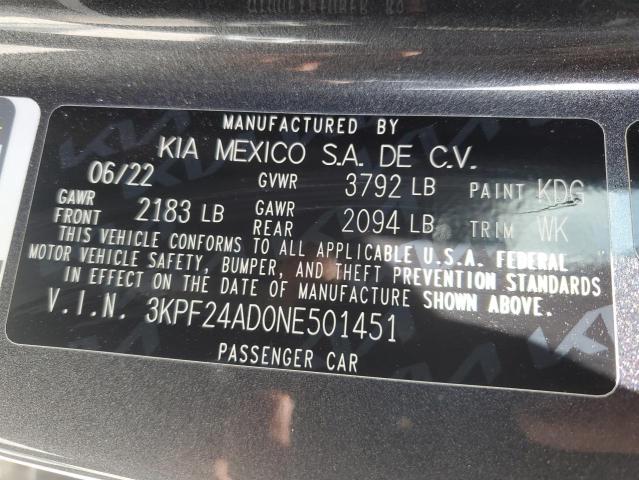 MANUFACTURED BY
KIA MEXICO S.A. DE C.V.
06/22 GVWR 3792 LB PAINT KDG
GAWR FRONT 2183 LB GAWR REAR 2094 LB TRIM WK
THIS VEHICLE CONFORMS TO ALL APPLICABLE U.S.A. FEDERAL
MOTOR VEHICLE SAFETY, BUMPER, AND THEFT PREVENTION STANDARDS
IN EFFECT ON THE DATE OF MANUFACTURE SHOWN ABOVE.
V.I.N. 3KPF24AD0NE501451
PASSENGER CAR